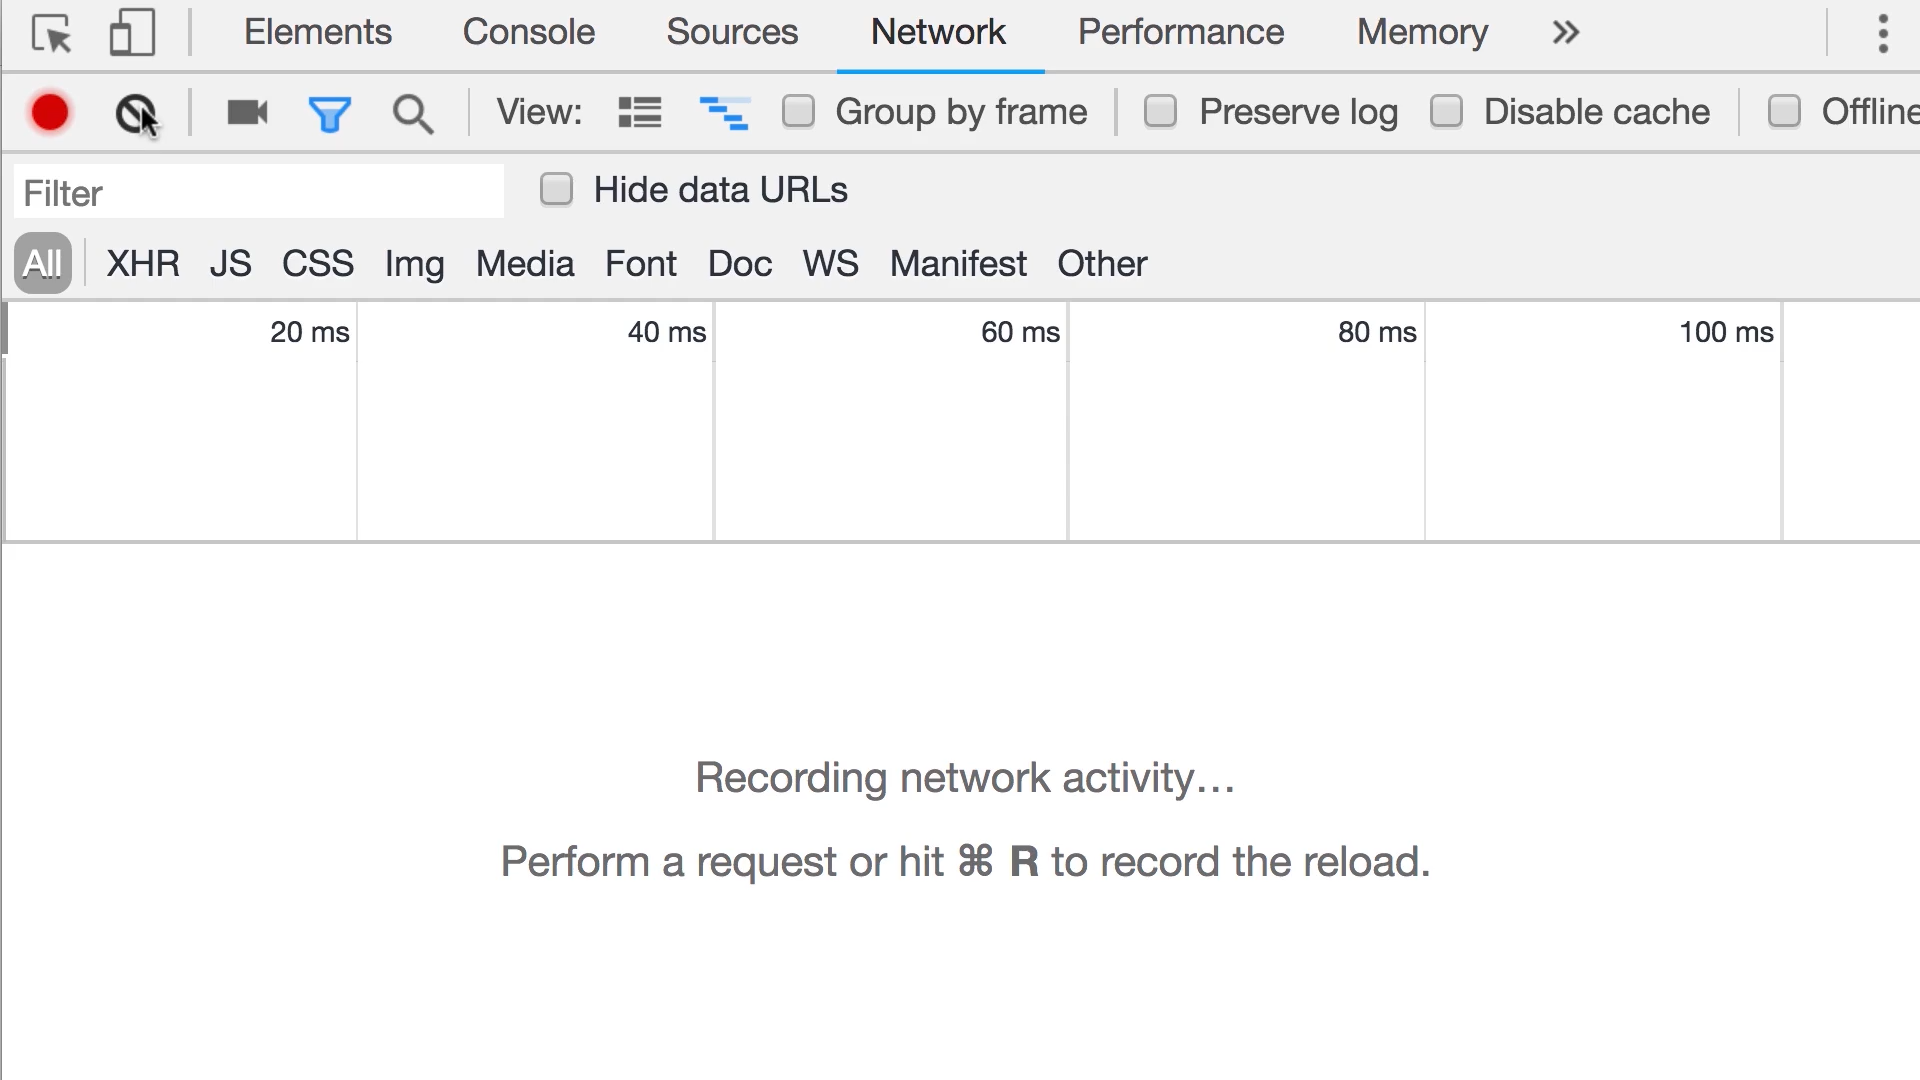 Elements Console Sources Network Performance Memory »
View: Group by frame Preserve log Disable cache Offline
Filter Hide data URLs
All XHR JS CSS Img Media Font Doc WS Manifest Other
20 ms 40 ms 60 ms 80 ms 100 ms
Recording network activity…
Perform a request or hit ⌘ R to record the reload.